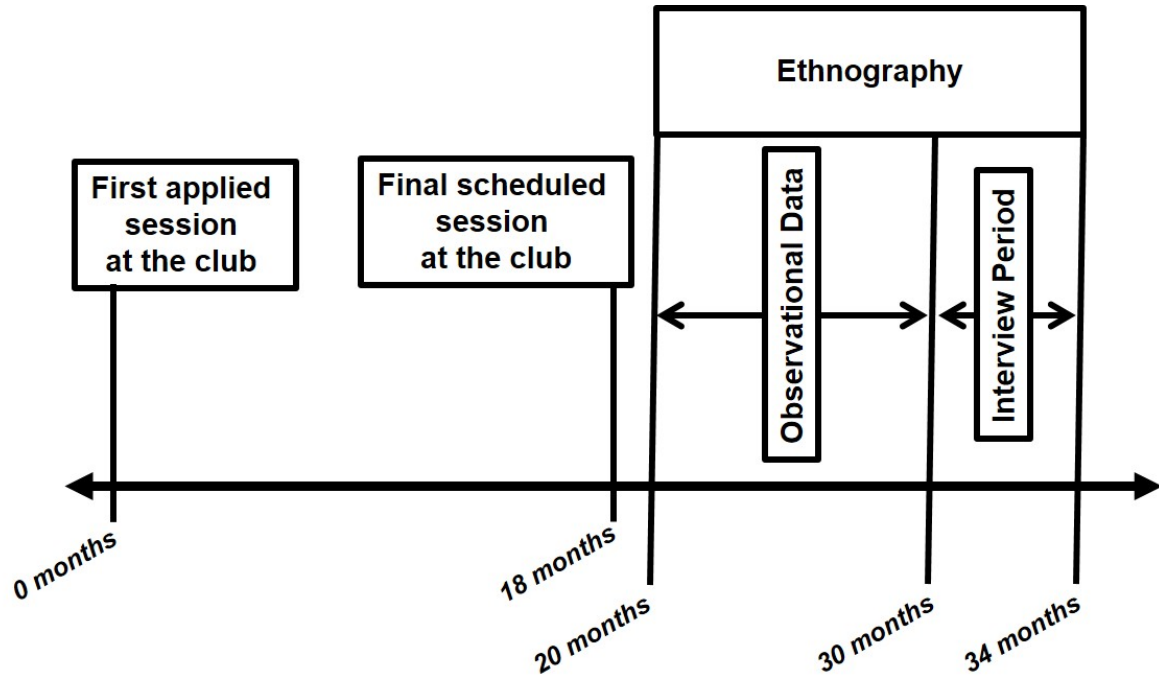 Ethnography
First applied
session
at the club
Final scheduled
session
at the club
Observational Data
Interview Period
0 months
18 months
20 months
30 months
34 months